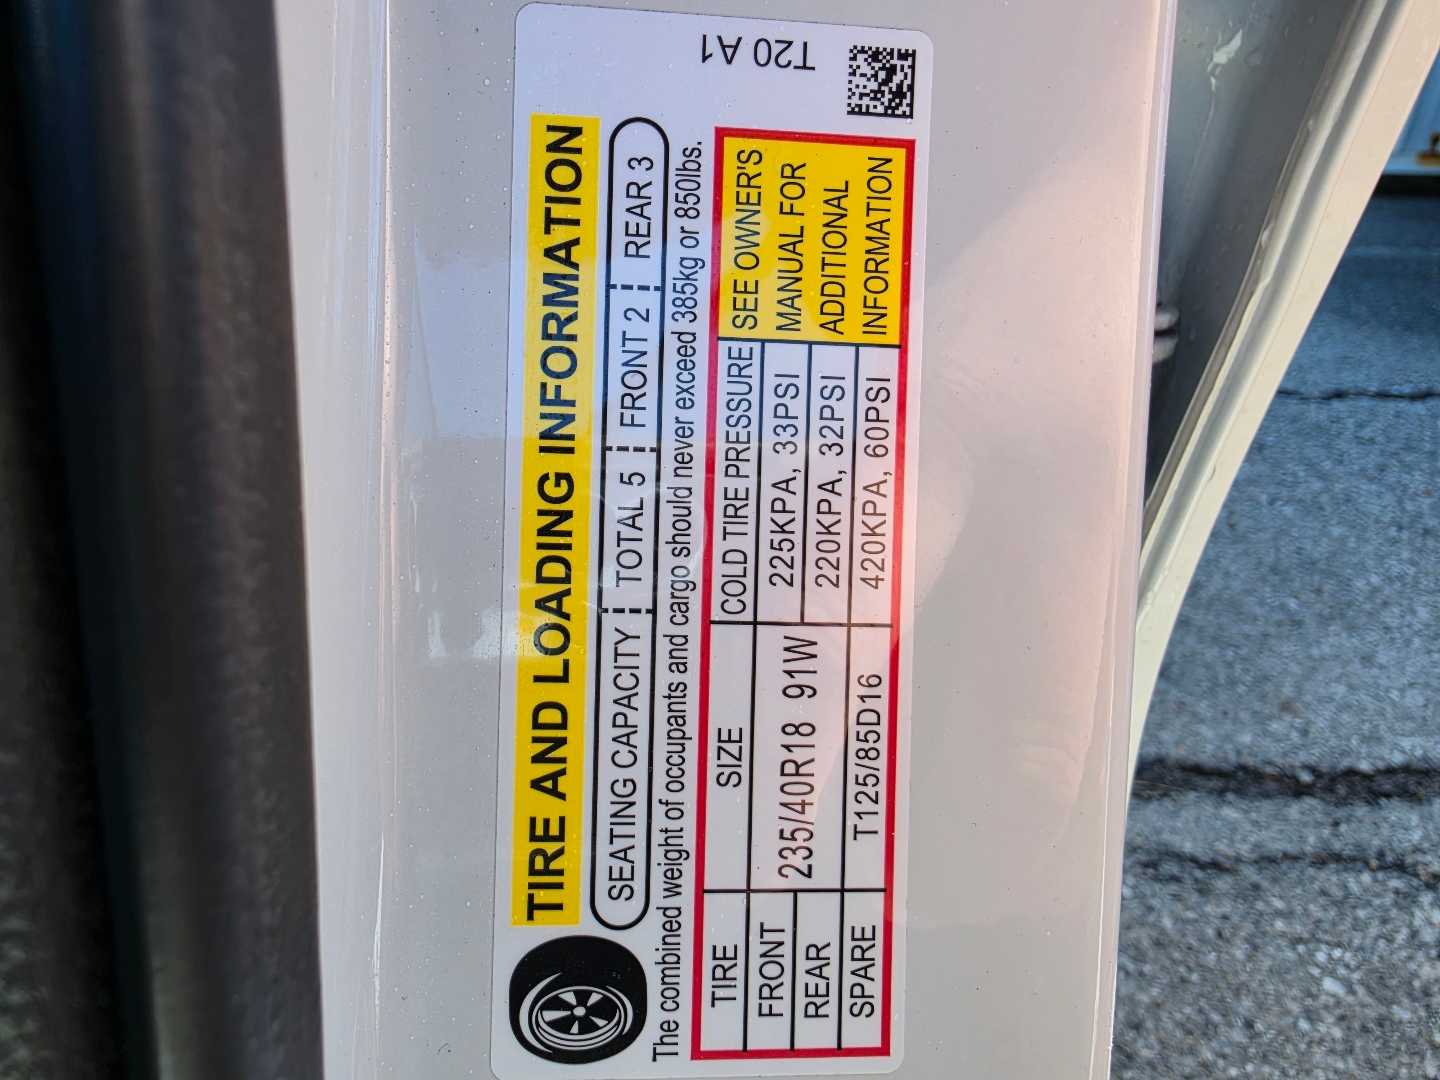 TIRE AND LOADING INFORMATION
SEATING CAPACITY TOTAL 5 FRONT 2 REAR 3
The combined weight of occupants and cargo should never exceed 385kg or 850lbs.
TIRE SIZE COLD TIRE PRESSURE
FRONT 235/40R18 91W 225KPA, 33PSI
REAR 220KPA, 32PSI
SPARE T125/85D16 420KPA, 60PSI
SEE OWNER'S
MANUAL FOR
ADDITIONAL
INFORMATION
T20 A1